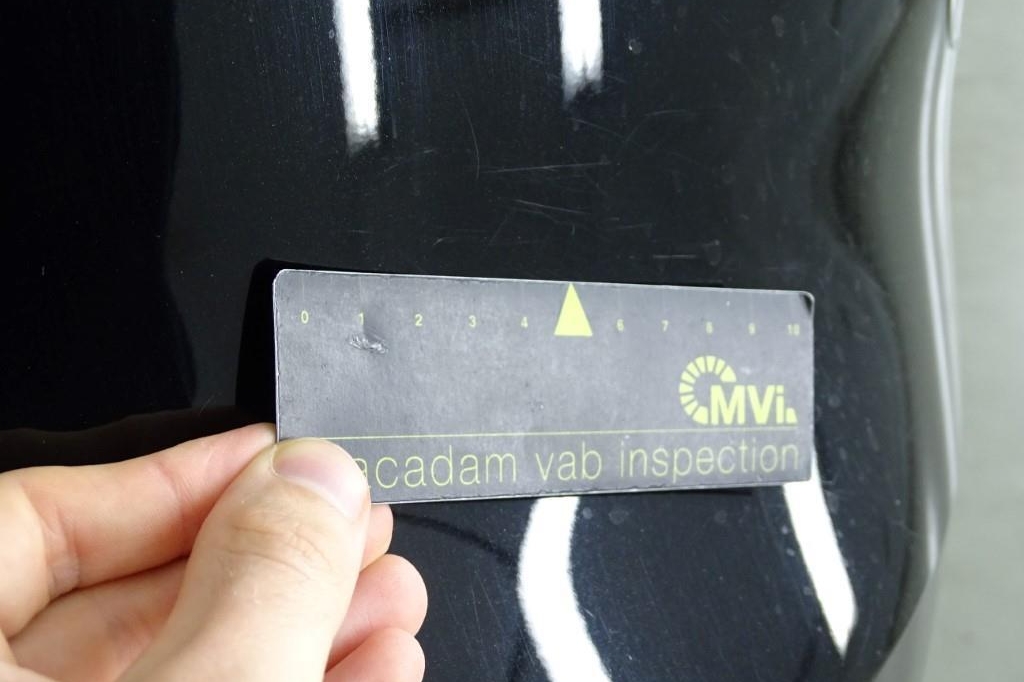 0 1 2 3 4 6 7 8 9 10
MVi
acadam vab inspection